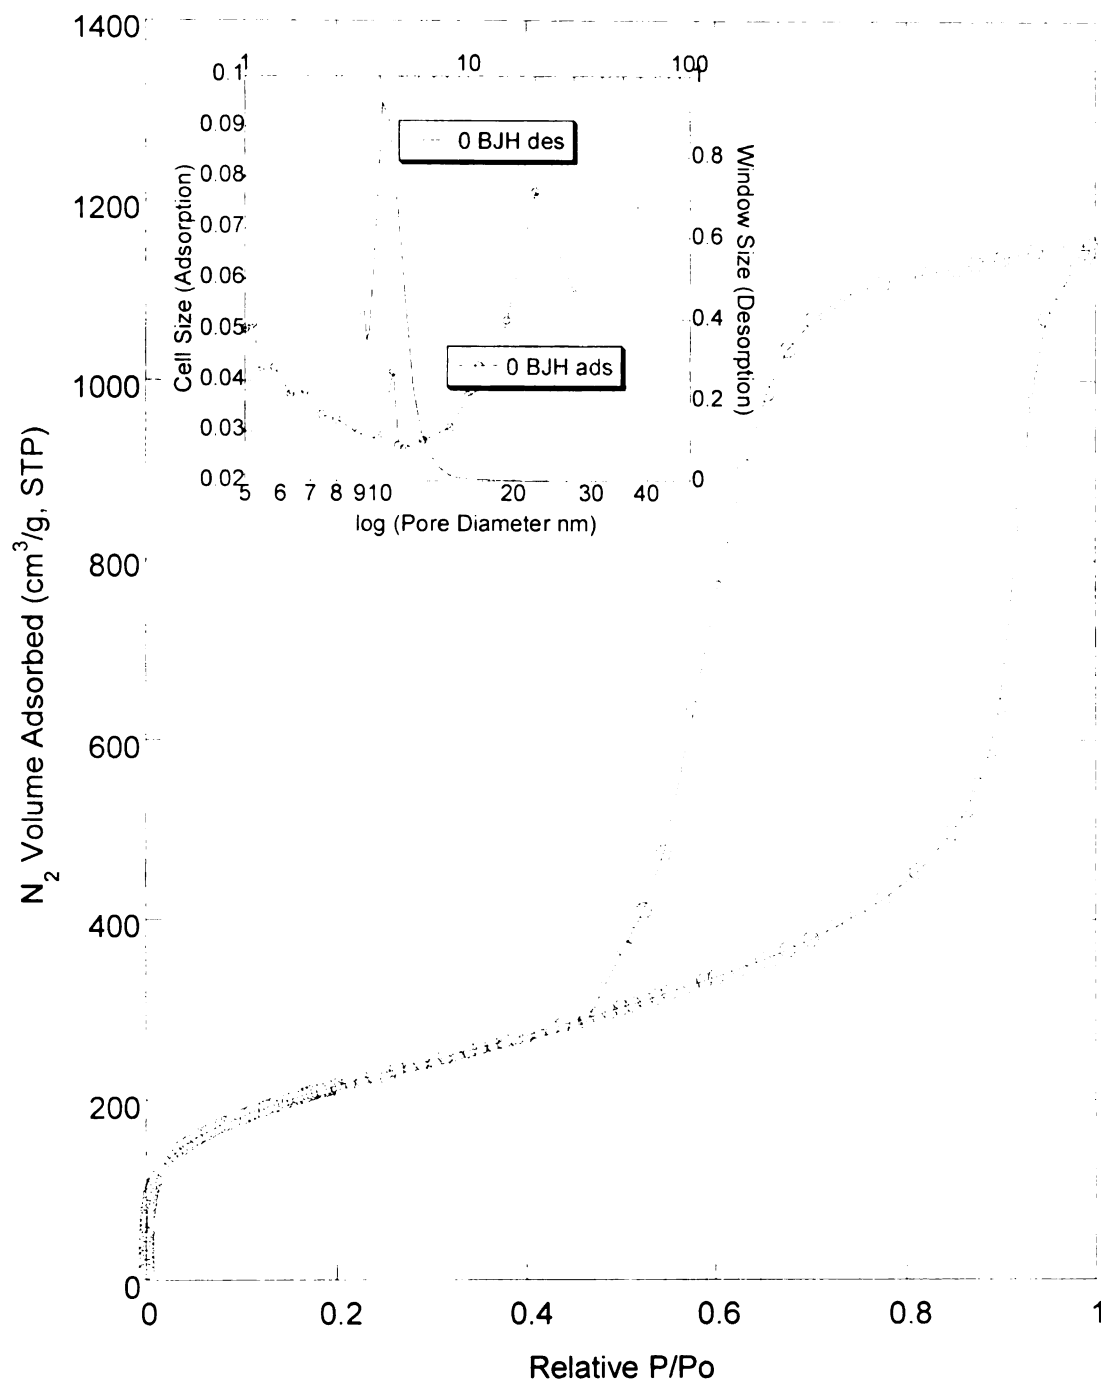 1400
1200
1000
800
600
400
200
0
N2 Volume Adsorbed (cm3/g, STP)
0 0.2 0.4 0.6 0.8 1
Relative P/Po
1 10 100
0.1
0.09
0.08
0.07
0.06
0.05
0.04
0.03
0.02
Cell Size (Adsorption)
0 BJH des
0 BJH ads
0.8
0.6
0.4
0.2
0
Window Size (Desorption)
1
5 6 7 8 9 10 20 30 40
log (Pore Diameter nm)